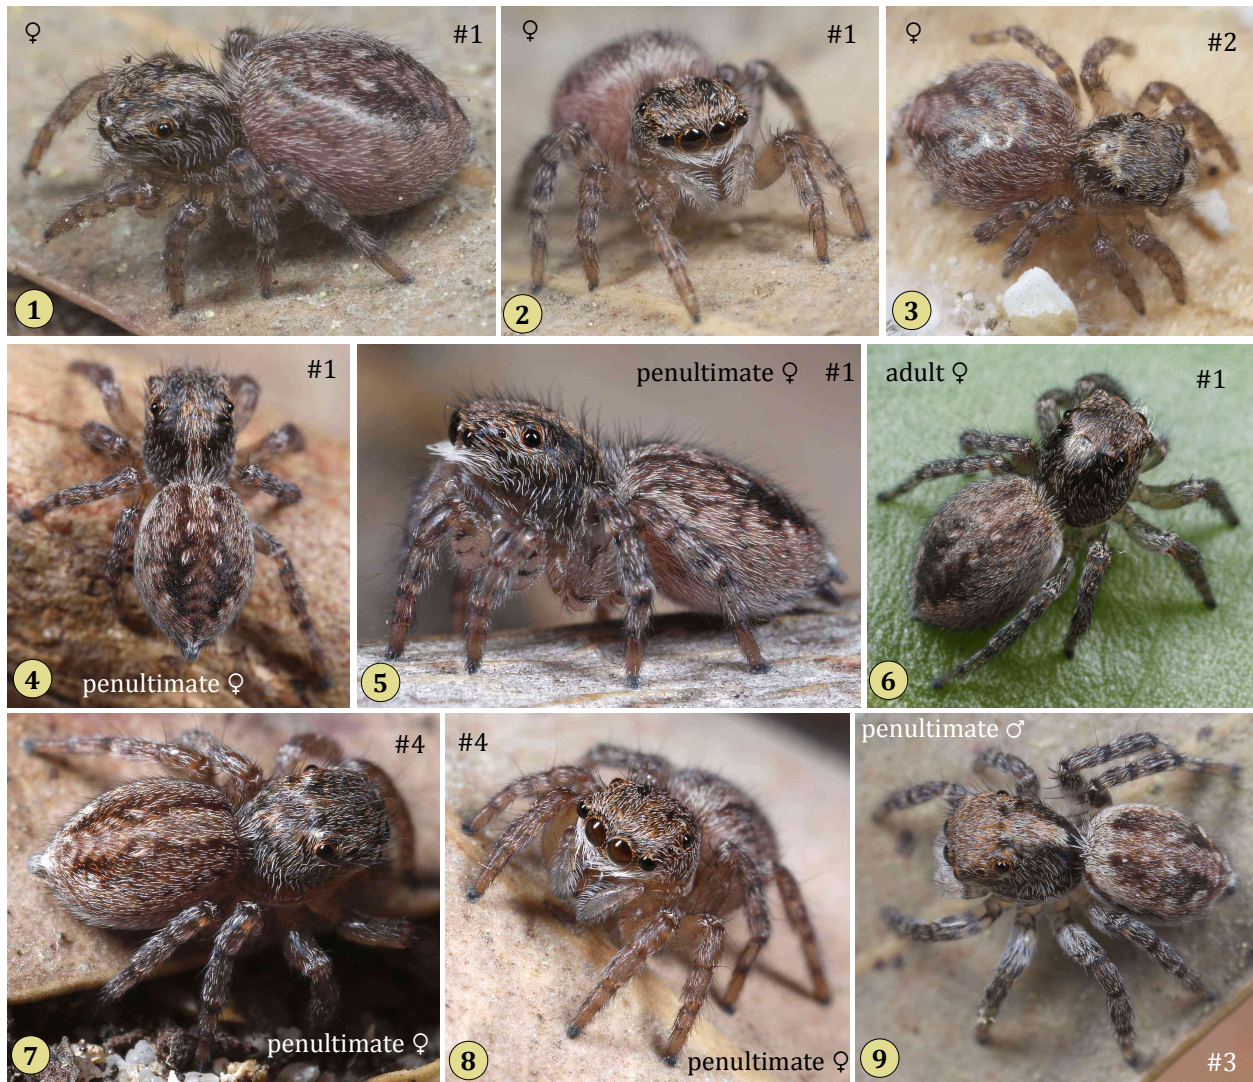 ♀ #1
1
♀ #1
2
♀ #2
3
#1
4
penultimate ♀
penultimate ♀ #1
5
adult ♀ #1
6
#4
7
penultimate ♀
#4
8
penultimate ♀
penultimate ♂
9
#3